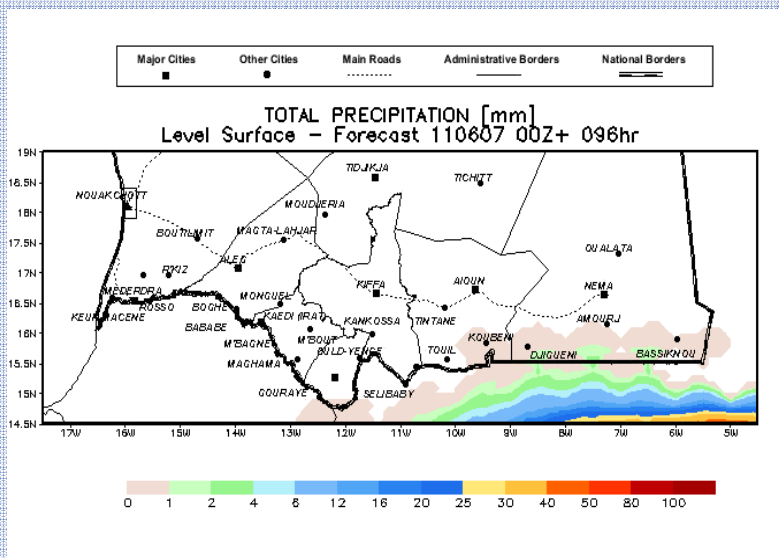 Major Cities Other Cities Main Roads Administrative Borders National Borders
TOTAL PRECIPITATION [mm]
Level Surface – Forecast 110607 00Z+ 096hr
19N
18.5N
18N
17.5N
17N
16.5N
16N
15.5N
15N
14.5N
TIDJIKJA
TICHITT
NOUAKCHOTT
MOUDJERIA
BOUTILIMIT
MAGTA-LAHJAR
OUALATA
ALEG
R'KIZ
MEDERDRA
KIFFA
AIOUN
NEMA
ROSSO
MONGUEL
KEUR MACENE
BOGHE
KAEDI (IRAT)
KANKOSSA
TINTANE
AMOURJ
BABABE
M'BAGNE
M'BOUT
OULD-YENGE
KOUBENI
TOUIL
DJIGUENI
BASSIKNOU
MAGHAMA
GOURAYE
SELIBABY
17W 16W 15W 14W 13W 12W 11W 10W 9W 8W 7W 6W 5W
0 1 2 4 6 12 16 20 25 30 40 50 80 100